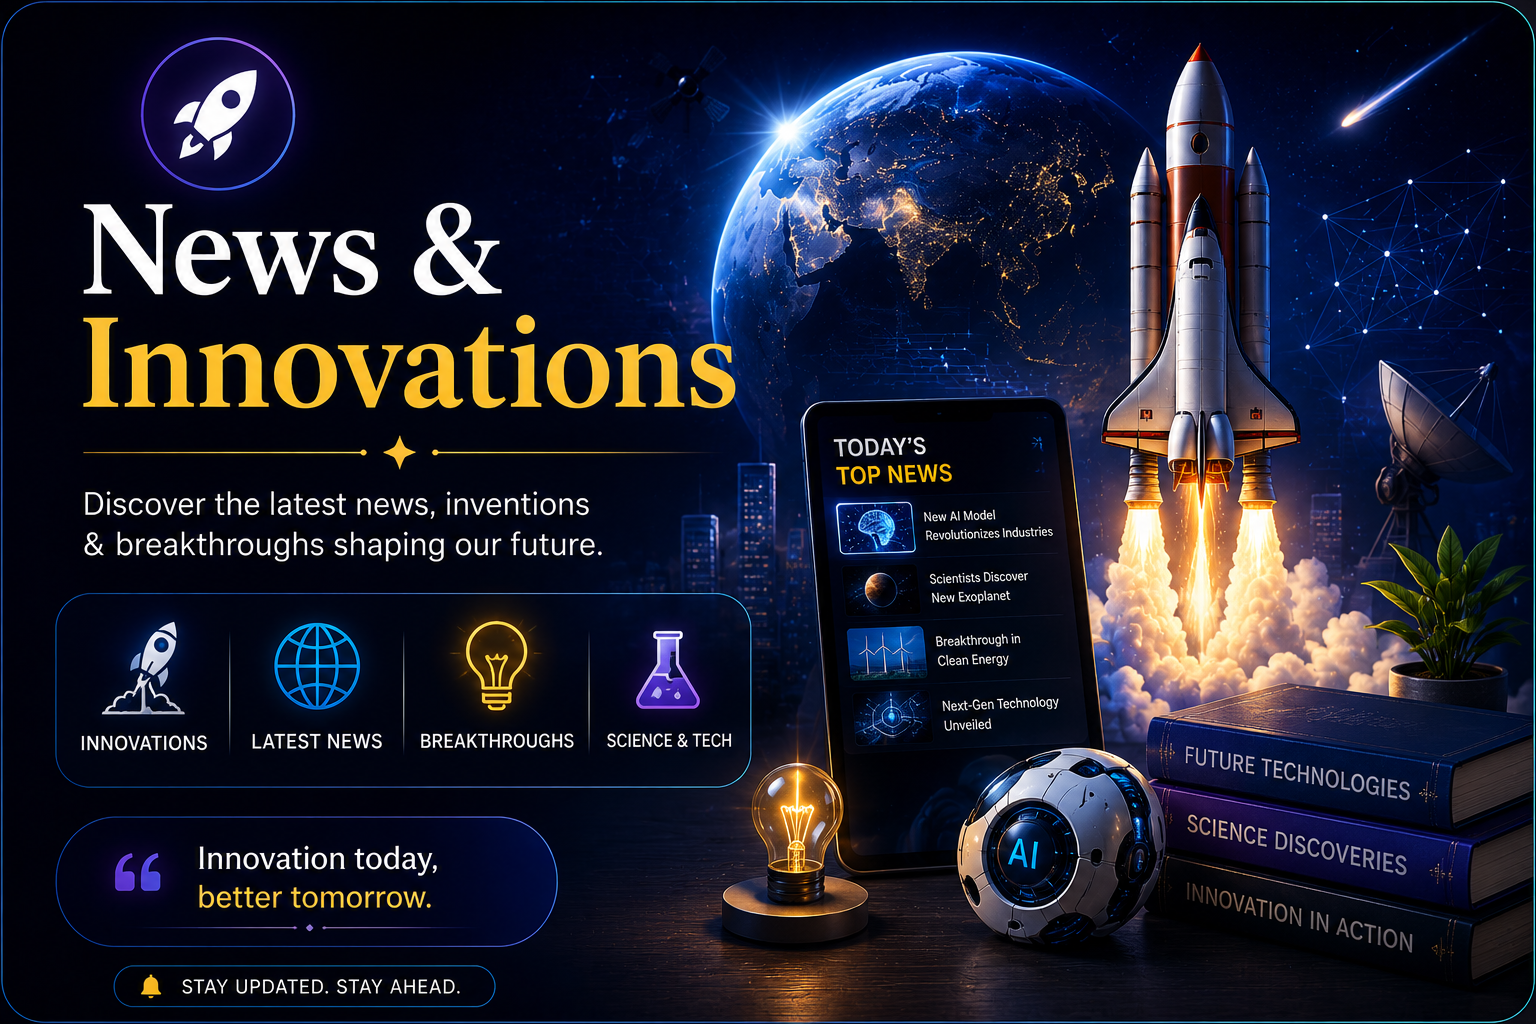 News &
Innovations
Discover the latest news, inventions
& breakthroughs shaping our future.
INNOVATIONS
LATEST NEWS
BREAKTHROUGHS
SCIENCE & TECH
“
Innovation today,
better tomorrow.
STAY UPDATED. STAY AHEAD.
TODAY'S
TOP NEWS
New AI Model
Revolutionizes Industries
Scientists Discover
New Exoplanet
Breakthrough in
Clean Energy
Next-Gen Technology
Unveiled
AI
FUTURE TECHNOLOGIES
SCIENCE DISCOVERIES
INNOVATION IN ACTION